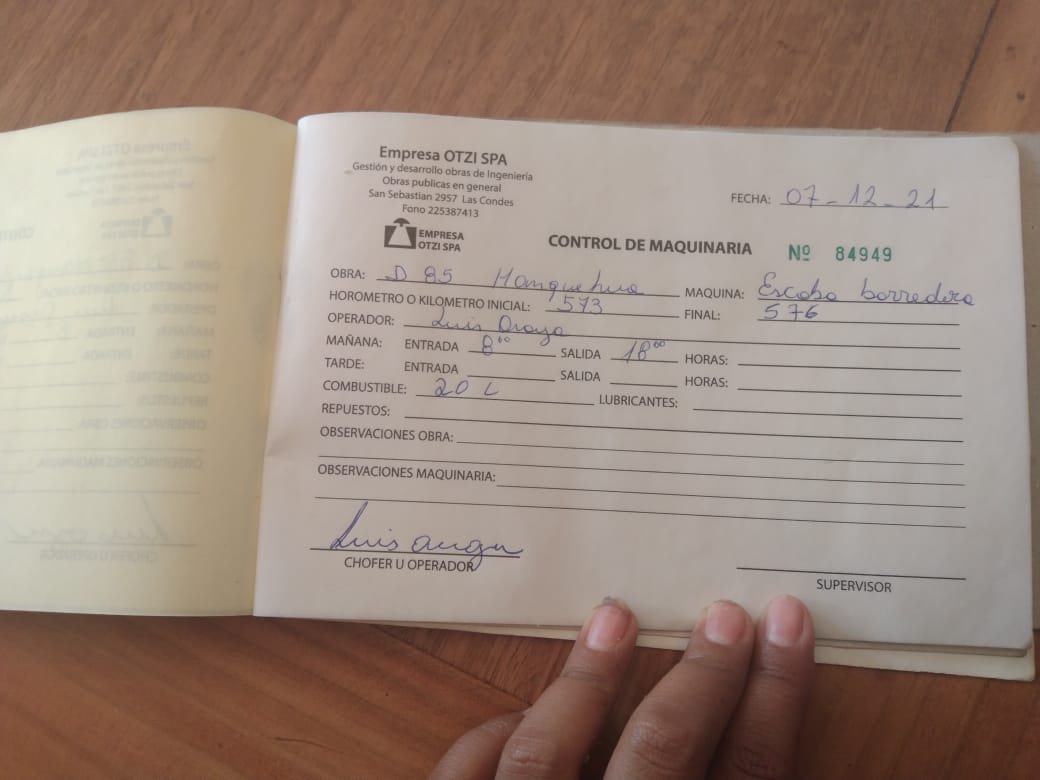 Empresa OTZI SPA
Gestión y desarrollo obras de Ingeniería
Obras publicas en general
San Sebastian 2957 Las Condes
Fono 225387413
EMPRESA
OTZI SPA
FECHA: 07-12-21
CONTROL DE MAQUINARIA Nº 84949
OBRA: D 85 Manquehue MAQUINA: Escoba barredora
HOROMETRO O KILOMETRO INICIAL: 573 FINAL: 576
OPERADOR: Luis Araya
MAÑANA: ENTRADA 8°° SALIDA 18°° HORAS:
TARDE: ENTRADA SALIDA HORAS:
COMBUSTIBLE: 20 L LUBRICANTES:
REPUESTOS:
OBSERVACIONES OBRA:
OBSERVACIONES MAQUINARIA:
Luis
CHOFER U OPERADOR
SUPERVISOR